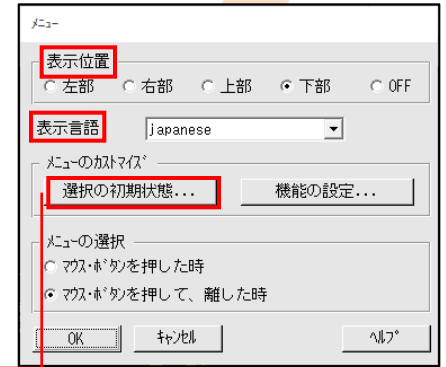 ﾒﾆｭｰ
表示位置
左部 右部 上部 下部 OFF
表示言語 japanese
ﾒﾆｭｰのｶｽﾀﾏｲｽﾞ
選択の初期状態... 機能の設定...
ﾒﾆｭｰの選択
ﾏｳｽ･ﾎﾞﾀﾝを押した時
ﾏｳｽ･ﾎﾞﾀﾝを押して、離した時
OK ｷｬﾝｾﾙ ﾍﾙﾌﾟ